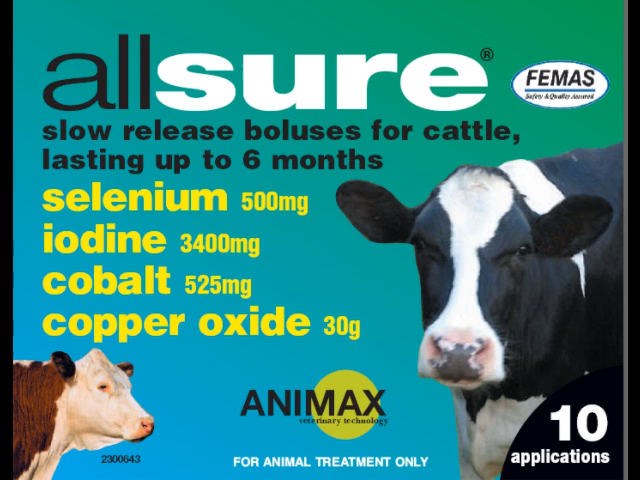 allsure®
FEMAS
Safety & Quality Assured
slow release boluses for cattle,
lasting up to 6 months
selenium 500mg
iodine 3400mg
cobalt 525mg
copper oxide 30g
ANIMAX
veterinary technology
10
applications
2300643
FOR ANIMAL TREATMENT ONLY